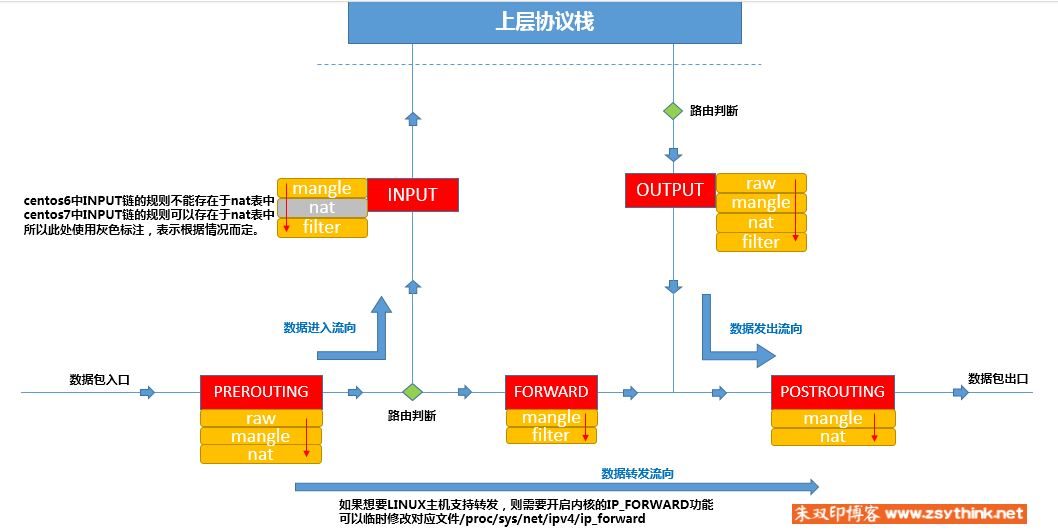 上层协议栈
路由判断
centos6中INPUT链的规则不能存在于nat表中
centos7中INPUT链的规则可以存在于nat表中
所以此处使用灰色标注，表示根据情况而定。
mangle
nat
filter
INPUT
OUTPUT
raw
mangle
nat
filter
数据进入流向
数据发出流向
数据包入口
PREROUTING
raw
mangle
nat
路由判断
FORWARD
mangle
filter
POSTROUTING
mangle
nat
数据包出口
数据转发流向
如果想要LINUX主机支持转发，则需要开启内核的IP_FORWARD功能
可以临时修改对应文件/proc/sys/net/ipv4/ip_forward
朱双印博客 www.zsythink.net